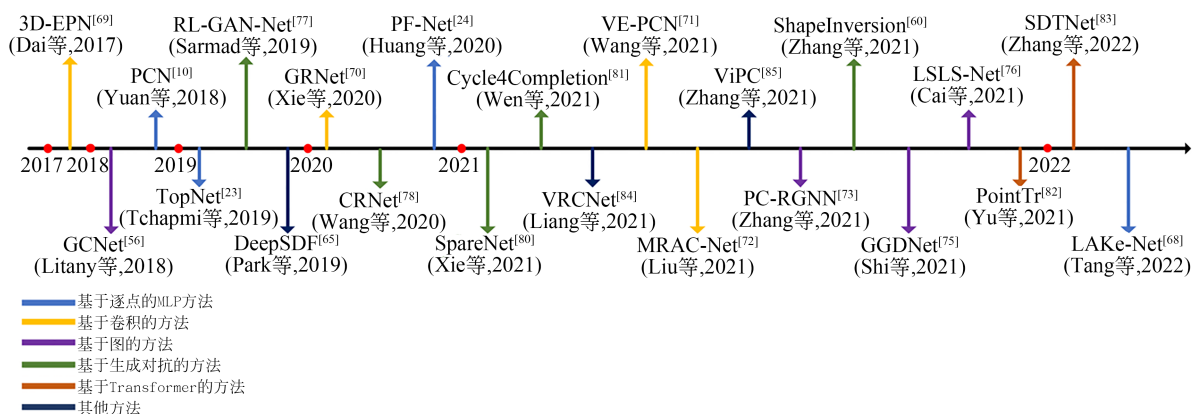 3D-EPN[69]
(Dai等,2017)
RL-GAN-Net[77]
(Sarmad等,2019)
PF-Net[24]
(Huang等,2020)
VE-PCN[71]
(Wang等,2021)
ShapeInversion[60]
(Zhang等,2021)
SDTNet[83]
(Zhang等,2022)
PCN[10]
(Yuan等,2018)
GRNet[70]
(Xie等,2020)
Cycle4Completion[81]
(Wen等,2021)
ViPC[85]
(Zhang等,2021)
LSLS-Net[76]
(Cai等,2021)
2017
2018
2019
2020
2021
2022
TopNet[23]
(Tchapmi等,2019)
CRNet[78]
(Wang等,2020)
VRCNet[84]
(Liang等,2021)
PC-RGNN[73]
(Zhang等,2021)
PointTr[82]
(Yu等,2021)
GCNet[56]
(Litany等,2018)
DeepSDF[65]
(Park等,2019)
SpareNet[80]
(Xie等,2021)
MRAC-Net[72]
(Liu等,2021)
GGDNet[75]
(Shi等,2021)
LAKe-Net[68]
(Tang等,2022)
基于逐点的MLP方法
基于卷积的方法
基于图的方法
基于生成对抗的方法
基于Transformer的方法
其他方法